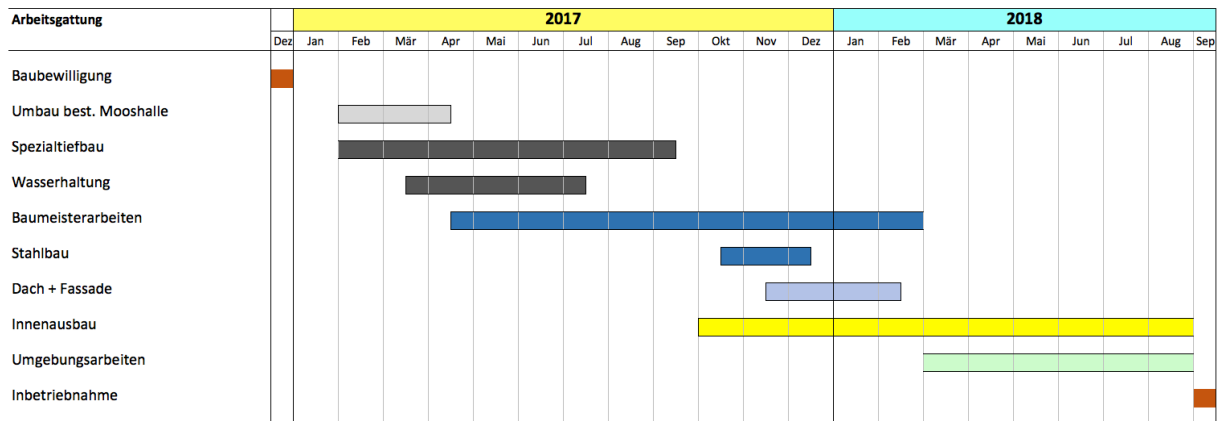 Arbeitsgattung 2017 2018
Dez Jan Feb Mär Apr Mai Jun Jul Aug Sep Okt Nov Dez Jan Feb Mär Apr Mai Jun Jul Aug Sep
Baubewilligung
Umbau best. Mooshalle
Spezialtiefbau
Wasserhaltung
Baumeisterarbeiten
Stahlbau
Dach + Fassade
Innenausbau
Umgebungsarbeiten
Inbetriebnahme